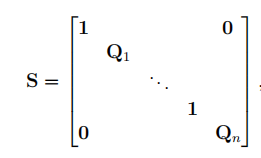 1 0
Q₁
S = ⋱ ,
1
0 Qₙ